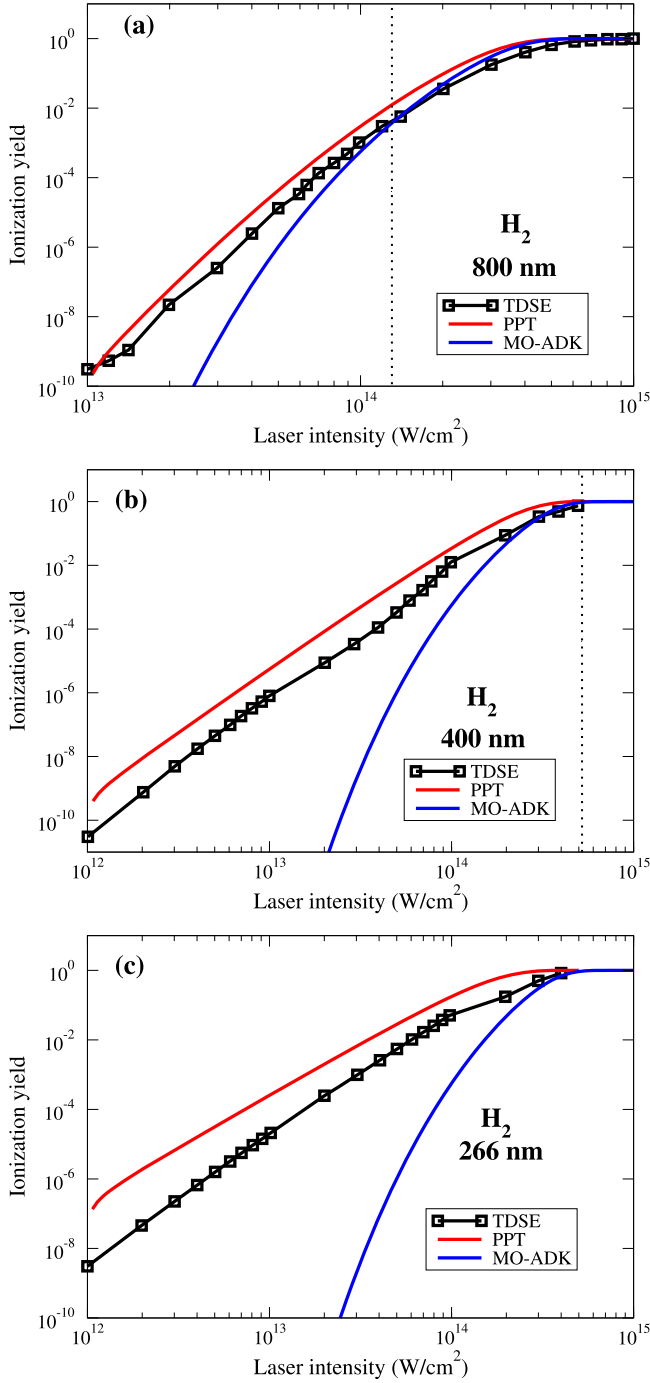 (a)
10^0
10^-2
10^-4
10^-6
10^-8
10^-10
Ionization yield
H_2
800 nm
TDSE
PPT
MO-ADK
10^13
10^14
10^15
Laser intensity (W/cm^2)
(b)
10^0
10^-2
10^-4
10^-6
10^-8
10^-10
Ionization yield
H_2
400 nm
TDSE
PPT
MO-ADK
10^12
10^13
10^14
10^15
Laser intensity (W/cm^2)
(c)
10^0
10^-2
10^-4
10^-6
10^-8
10^-10
Ionization yield
H_2
266 nm
TDSE
PPT
MO-ADK
10^12
10^13
10^14
10^15
Laser intensity (W/cm^2)